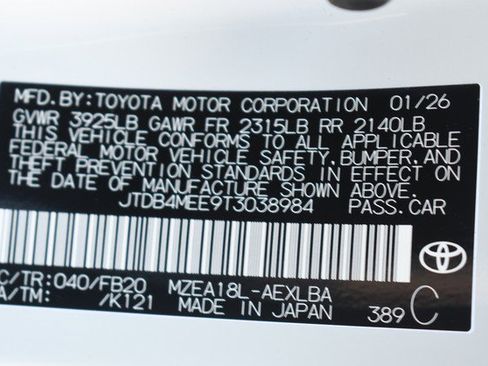 MFD.BY:TOYOTA MOTOR CORPORATION 01/26
GVWR 3925LB GAWR FR 2315LB RR 2140LB
THIS VEHICLE CONFORMS TO ALL APPLICABLE
FEDERAL MOTOR VEHICLE SAFETY, BUMPER, AND
THEFT PREVENTION STANDARDS IN EFFECT ON
THE DATE OF MANUFACTURE SHOWN ABOVE.
JTDB4MEE9T3038984 PASS.CAR
C/TR:040/FB20 MZEA18L-AEXLBA
A/TM: /K121 MADE IN JAPAN 389 C